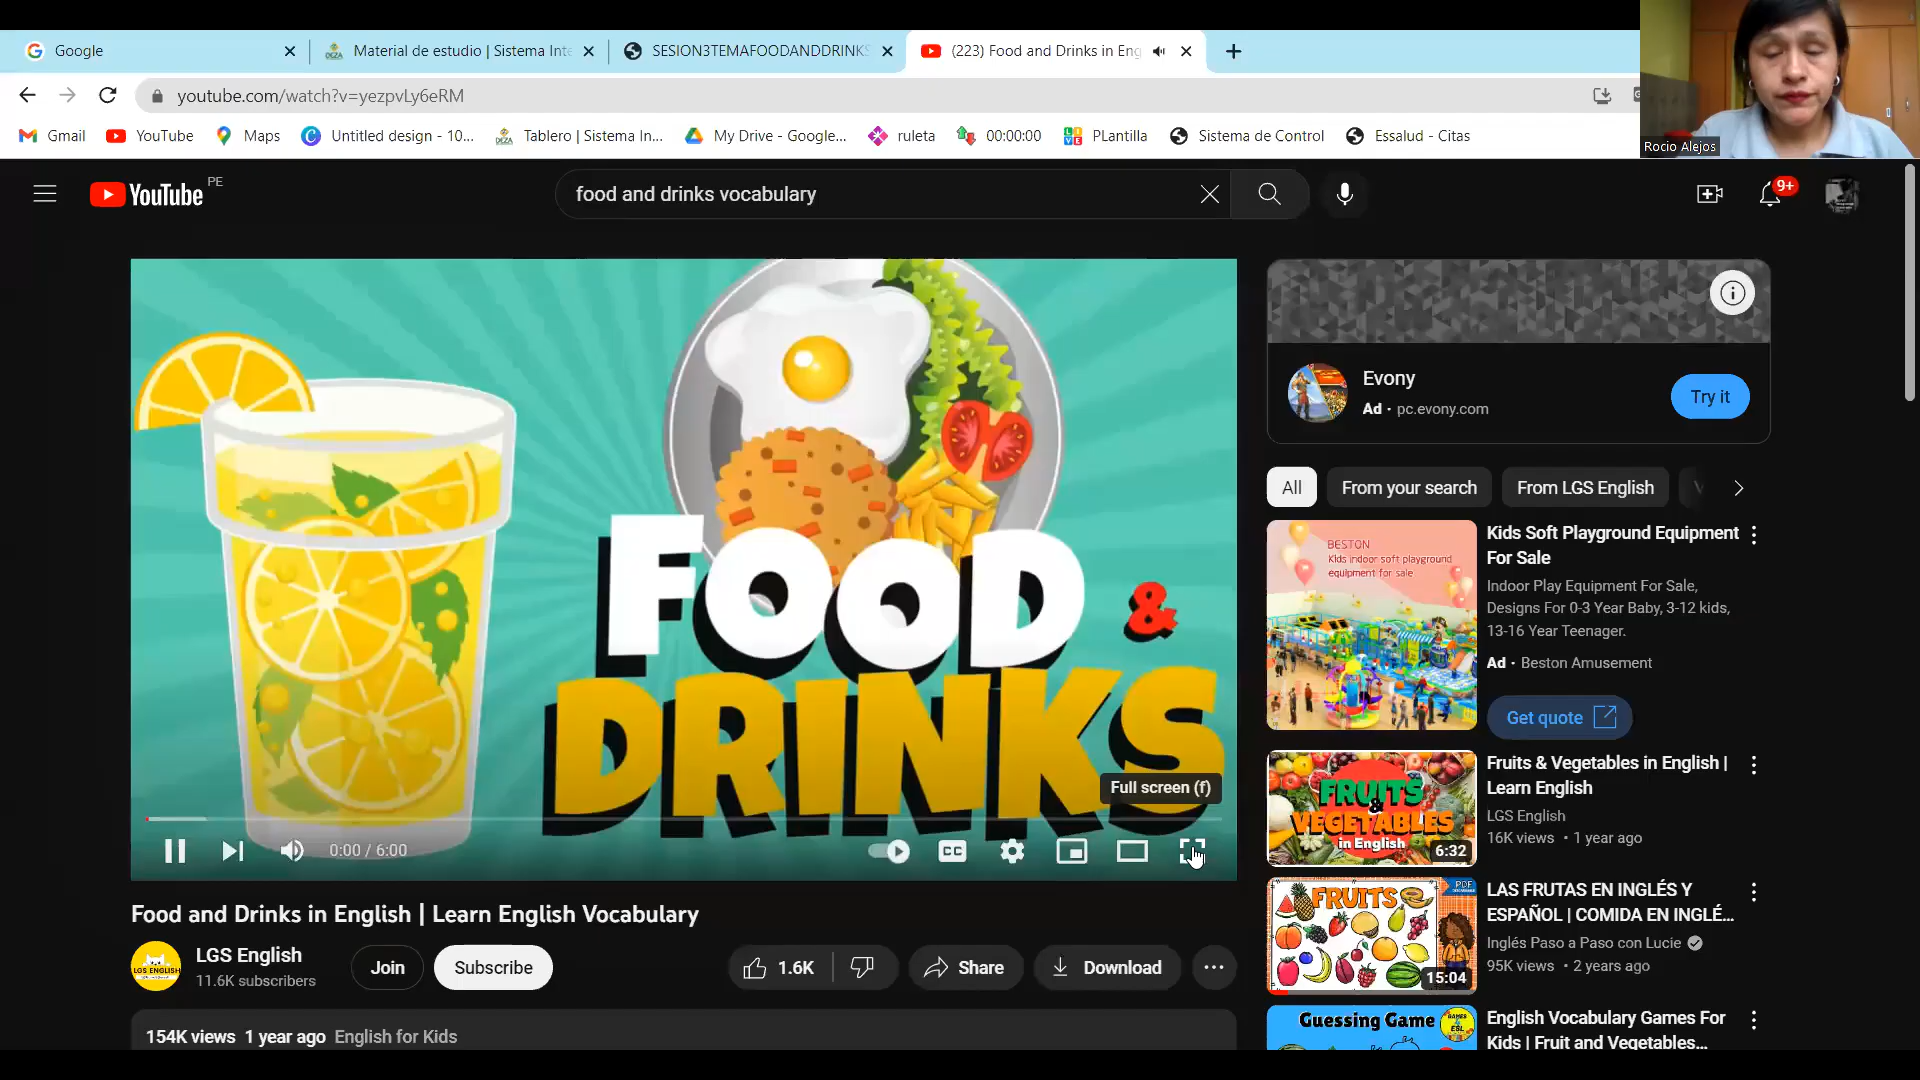 Google
Material de estudio | Sistema Inte
SESION3TEMAFOODANDDRINKS
(223) Food and Drinks in Eng
youtube.com/watch?v=yezpvLy6eRM
Gmail
YouTube
Maps
Untitled design - 10...
Tablero | Sistema In...
My Drive - Google...
ruleta
00:00:00
PLantilla
Sistema de Control
Essalud - Citas
Rocio Alejos
YouTube PE
food and drinks vocabulary
9+
FOOD &
DRINKS
Full screen (f)
0:00 / 6:00
CC
Food and Drinks in English | Learn English Vocabulary
LGS ENGLISH
LGS English
11.6K subscribers
Join
Subscribe
1.6K
Share
Download
154K views 1 year ago English for Kids
Evony
Ad • pc.evony.com
Try it
All
From your search
From LGS English
BESTON
Kids indoor soft playground
equipment for sale
Kids Soft Playground Equipment
For Sale
Indoor Play Equipment For Sale,
Designs For 0-3 Year Baby, 3-12 kids,
13-16 Year Teenager.
Ad • Beston Amusement
Get quote
FRUITS
&
VEGETABLES
in English
6:32
Fruits & Vegetables in English |
Learn English
LGS English
16K views • 1 year ago
FRUITS
PDF
15:04
LAS FRUTAS EN INGLÉS Y
ESPAÑOL | COMIDA EN INGLÉ...
Inglés Paso a Paso con Lucie
95K views • 2 years ago
Guessing Game
GAMES
4
ESL
English Vocabulary Games For
Kids | Fruit and Vegetables...